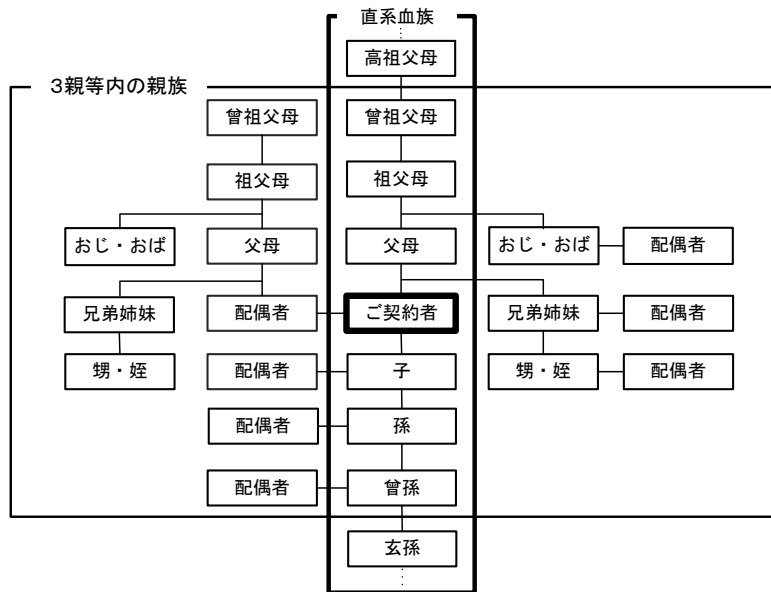 直系血族
高祖父母
3親等内の親族
曾祖父母
曾祖父母
祖父母
祖父母
おじ・おば
父母
父母
おじ・おば
配偶者
兄弟姉妹
配偶者
ご契約者
兄弟姉妹
配偶者
甥・姪
配偶者
子
甥・姪
配偶者
配偶者
孫
配偶者
曾孫
玄孫